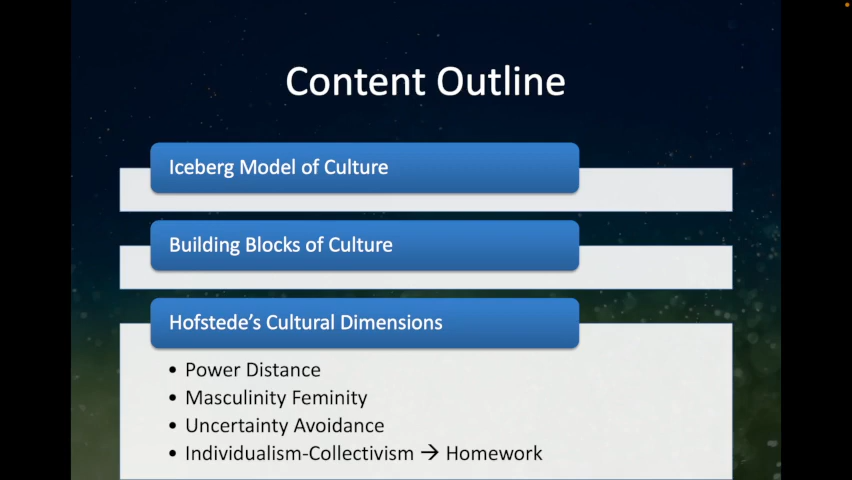 Content Outline
Iceberg Model of Culture
Building Blocks of Culture
Hofstede’s Cultural Dimensions
• Power Distance
• Masculinity Feminity
• Uncertainty Avoidance
• Individualism-Collectivism → Homework